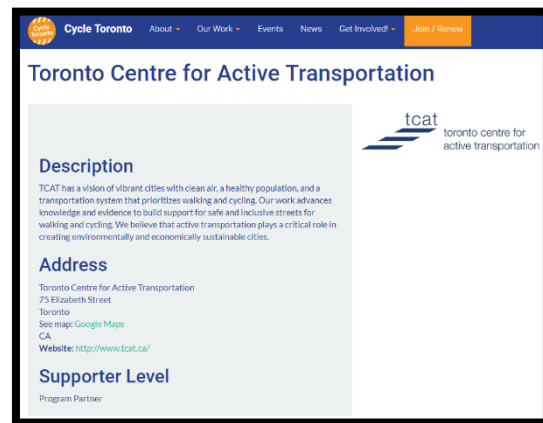 Cycle Toronto
Cycle Toronto About Our Work Events News Get Involved! Join / Renew
Toronto Centre for Active Transportation
tcat
toronto centre for
active transportation
Description
TCAT has a vision of vibrant cities with clean air, a healthy population, and a
transportation system that prioritizes walking and cycling. Our work advances
knowledge and evidence to build support for safe and inclusive streets for
walking and cycling. We believe that active transportation plays a critical role in
creating environmentally and economically sustainable cities.
Address
Toronto Centre for Active Transportation
75 Elizabeth Street
Toronto
See map: Google Maps
CA
Website: http://www.tcat.ca/
Supporter Level
Program Partner